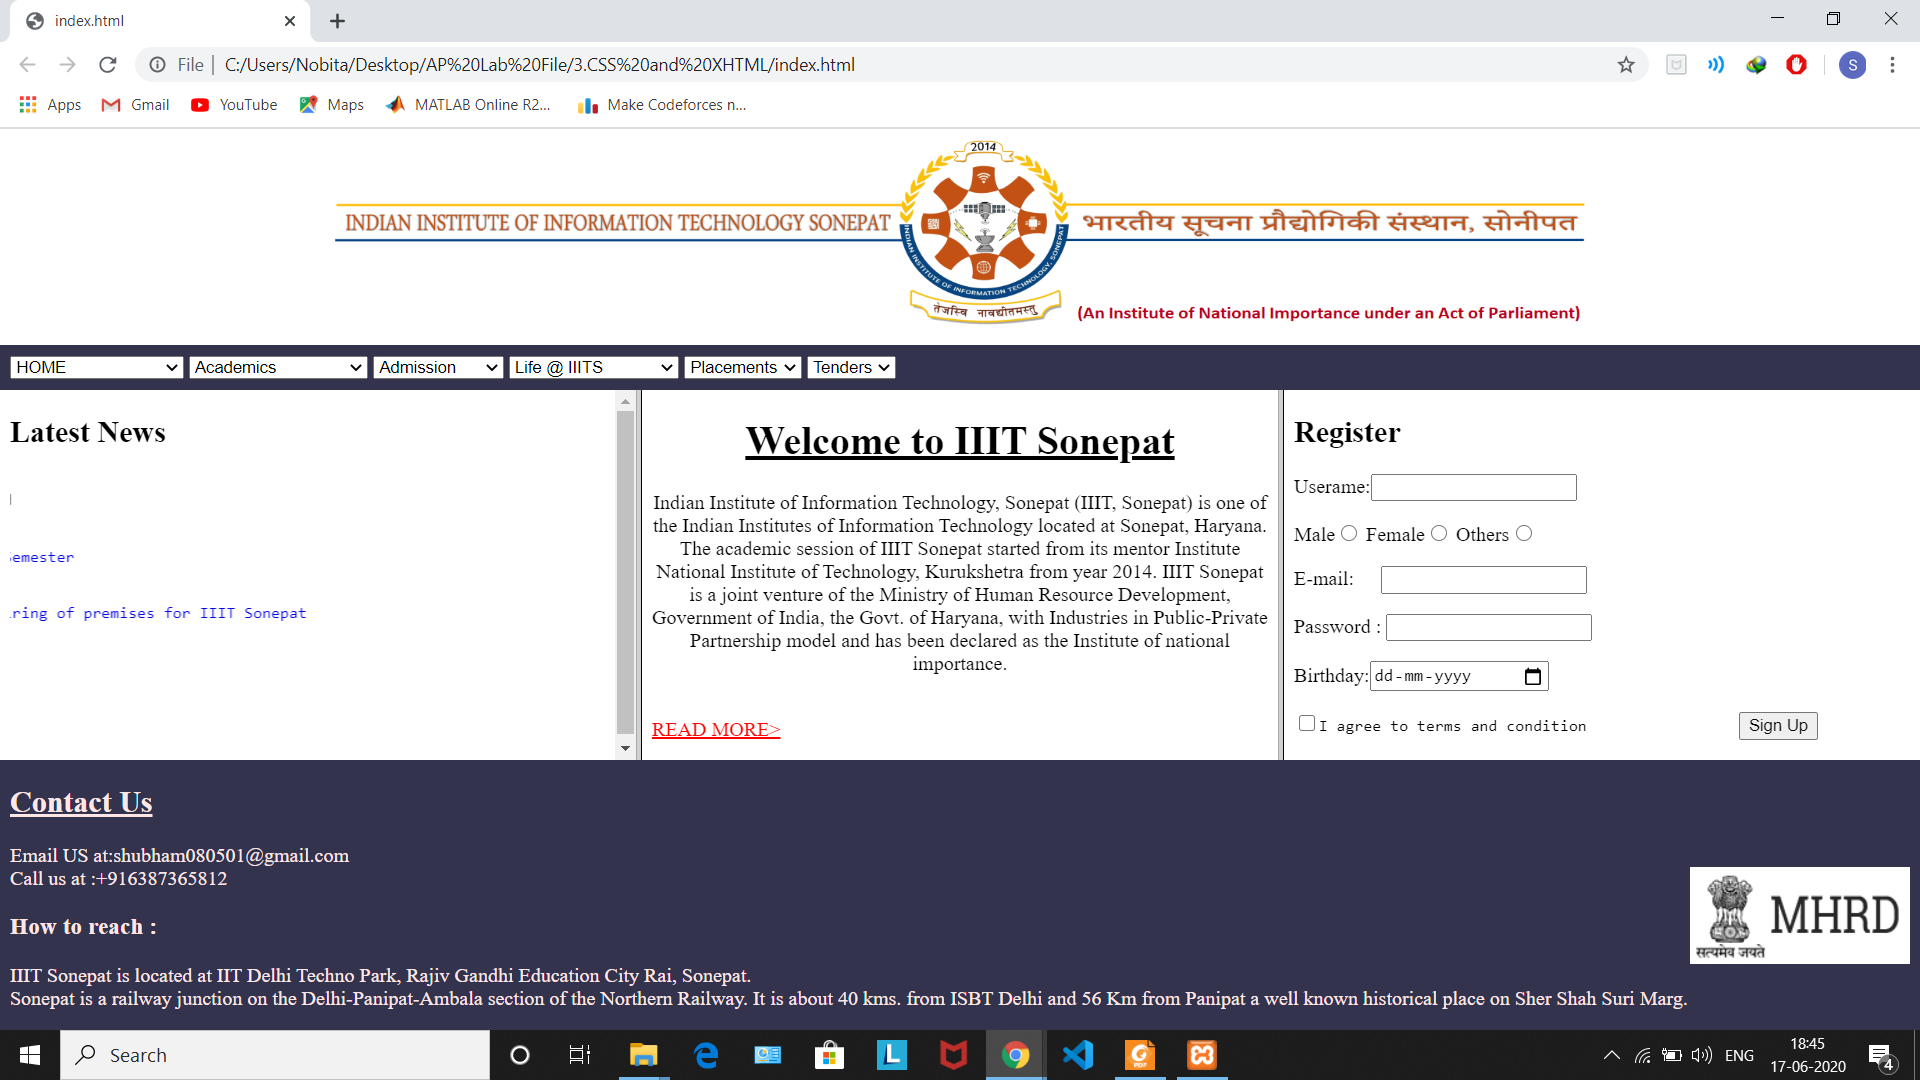 index.html
File | C:/Users/Nobita/Desktop/AP%20Lab%20File/3.CSS%20and%20XHTML/index.html
S
Apps Gmail YouTube Maps MATLAB Online R2... Make Codeforces n...
2014
INDIAN INSTITUTE OF INFORMATION TECHNOLOGY SONEPAT
भारतीय सूचना प्रौद्योगिकी संस्थान, सोनीपत
INDIAN INSTITUTE OF INFORMATION TECHNOLOGY, SONEPAT
तेजस्वि नावधीतमस्तु
(An Institute of National Importance under an Act of Parliament)
HOME Academics Admission Life @ IIITS Placements Tenders
Latest News
emester
ring of premises for IIIT Sonepat
Welcome to IIIT Sonepat
Indian Institute of Information Technology, Sonepat (IIIT, Sonepat) is one of
the Indian Institutes of Information Technology located at Sonepat, Haryana.
The academic session of IIIT Sonepat started from its mentor Institute
National Institute of Technology, Kurukshetra from year 2014. IIIT Sonepat
is a joint venture of the Ministry of Human Resource Development,
Government of India, the Govt. of Haryana, with Industries in Public-Private
Partnership model and has been declared as the Institute of national
importance.
READ MORE>
Register
Userame:
Male Female Others
E-mail:
Password :
Birthday: dd-mm-yyyy
I agree to terms and condition Sign Up
Contact Us
Email US at:shubham080501@gmail.com
Call us at :+916387365812
How to reach :
IIIT Sonepat is located at IIT Delhi Techno Park, Rajiv Gandhi Education City Rai, Sonepat.
Sonepat is a railway junction on the Delhi-Panipat-Ambala section of the Northern Railway. It is about 40 kms. from ISBT Delhi and 56 Km from Panipat a well known historical place on Sher Shah Suri Marg.
MHRD
सत्यमेव जयते
Search
L
PDF
ENG
18:45
17-06-2020
4